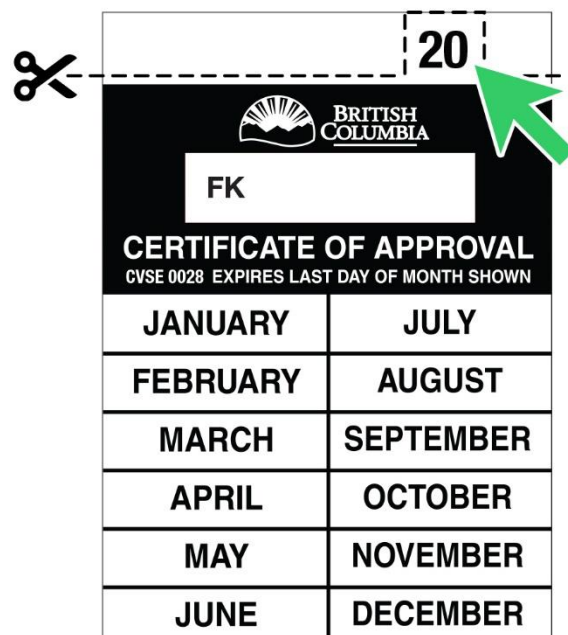 20
BRITISH
COLUMBIA
FK
CERTIFICATE OF APPROVAL
CVSE 0028 EXPIRES LAST DAY OF MONTH SHOWN
JANUARY JULY
FEBRUARY AUGUST
MARCH SEPTEMBER
APRIL OCTOBER
MAY NOVEMBER
JUNE DECEMBER